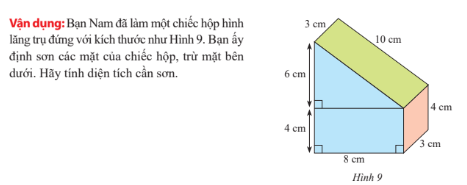 Vận dụng: Bạn Nam đã làm một chiếc hộp hình
lăng trụ đứng với kích thước như Hình 9. Bạn ấy
định sơn các mặt của chiếc hộp, trừ mặt bên
dưới. Hãy tính diện tích cần sơn.
3 cm
10 cm
6 cm
4 cm
4 cm
3 cm
8 cm
Hình 9